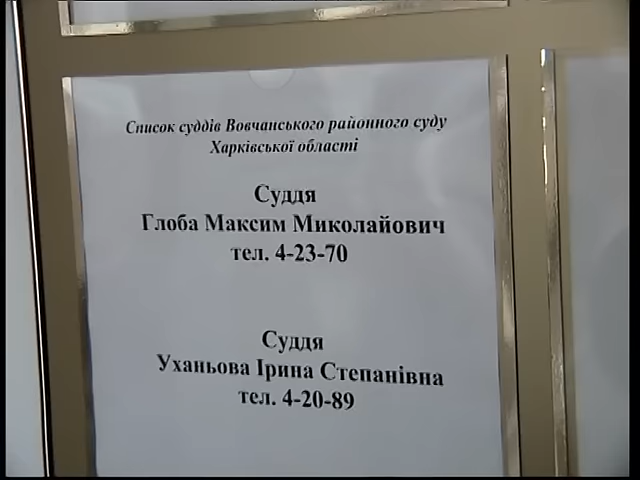 Список суддів Вовчанського районного суду
Харківської області
Суддя
Глоба Максим Миколайович
тел. 4-23-70
Суддя
Уханьова Ірина Степанівна
тел. 4-20-89